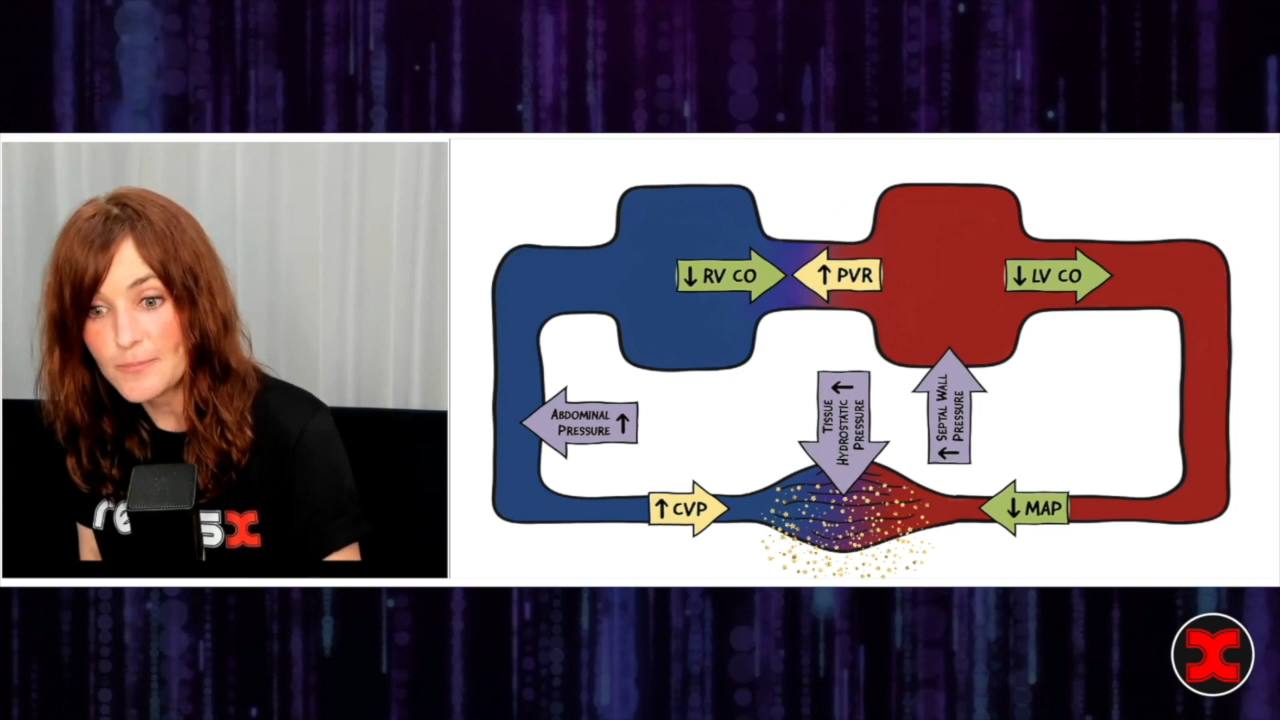 ↓ RV CO
↑ PVR
↓ LV CO
ABDOMINAL
PRESSURE ↑
TISSUE
HYDROSTATIC
PRESSURE ↑
↑ SEPTAL WALL
PRESSURE
↑ CVP
↓ MAP